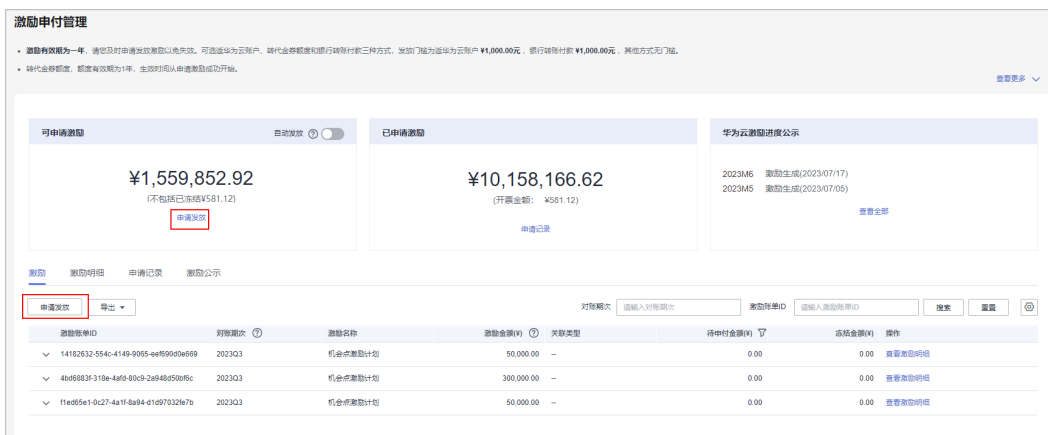 激励申付管理
• 激励有效期为一年，请您及时申请发放激励以免失效。可选返华为云账户、转代金券额度和银行转账付款三种方式，发放门槛为返华为云账户 ¥1,000.00元，银行转账付款 ¥1,000.00元，其他方式无门槛。
• 转代金券额度，额度有效期为1年，生效时间从申请激励成功开始。
查看更多
可申请激励 自动发放
¥1,559,852.92
(不包括已冻结¥581.12)
申请发放
已申请激励
¥10,158,166.62
(开票金额： ¥581.12)
申请记录
华为云激励进度公示
2023M6 激励生成(2023/07/17)
2023M5 激励生成(2023/07/05)
查看全部
激励 激励明细 申请记录 激励公示
申请发放 导出 对账期次 请输入对账期次 激励账单ID 请输入激励账单ID 搜索 重置
激励账单ID 对账期次 激励名称 激励金额(¥) 关联类型 待申付金额(¥) 冻结金额(¥) 操作
14182632-554c-4149-9065-eef690d0e669 2023Q3 机会点激励计划 50,000.00 -- 0.00 0.00 查看激励明细
4bd6883f-318e-4afd-80c9-2a948d50bf6c 2023Q3 机会点激励计划 300,000.00 -- 0.00 0.00 查看激励明细
f1ed65e1-0c27-4a1f-8a94-d1d97032fe7b 2023Q3 机会点激励计划 50,000.00 -- 0.00 0.00 查看激励明细